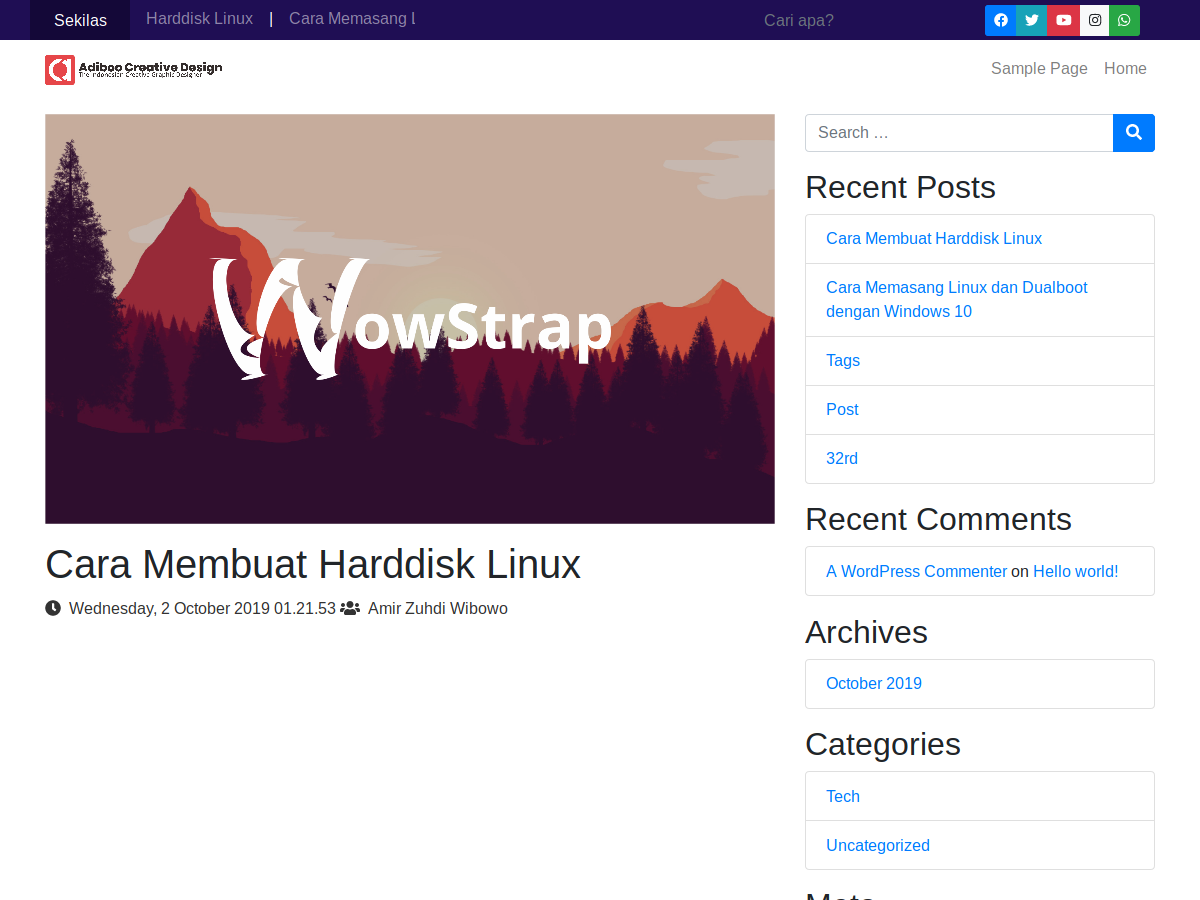 Sekilas
Harddisk Linux | Cara Memasang
Cari apa?
Adiboo Creative Design
The Indonesian Creative Graphic Designer
Sample Page Home
WowStrap
Cara Membuat Harddisk Linux
Wednesday, 2 October 2019 01.21.53 Amir Zuhdi Wibowo
Search …
Recent Posts
Cara Membuat Harddisk Linux
Cara Memasang Linux dan Dualboot
dengan Windows 10
Tags
Post
32rd
Recent Comments
A WordPress Commenter on Hello world!
Archives
October 2019
Categories
Tech
Uncategorized